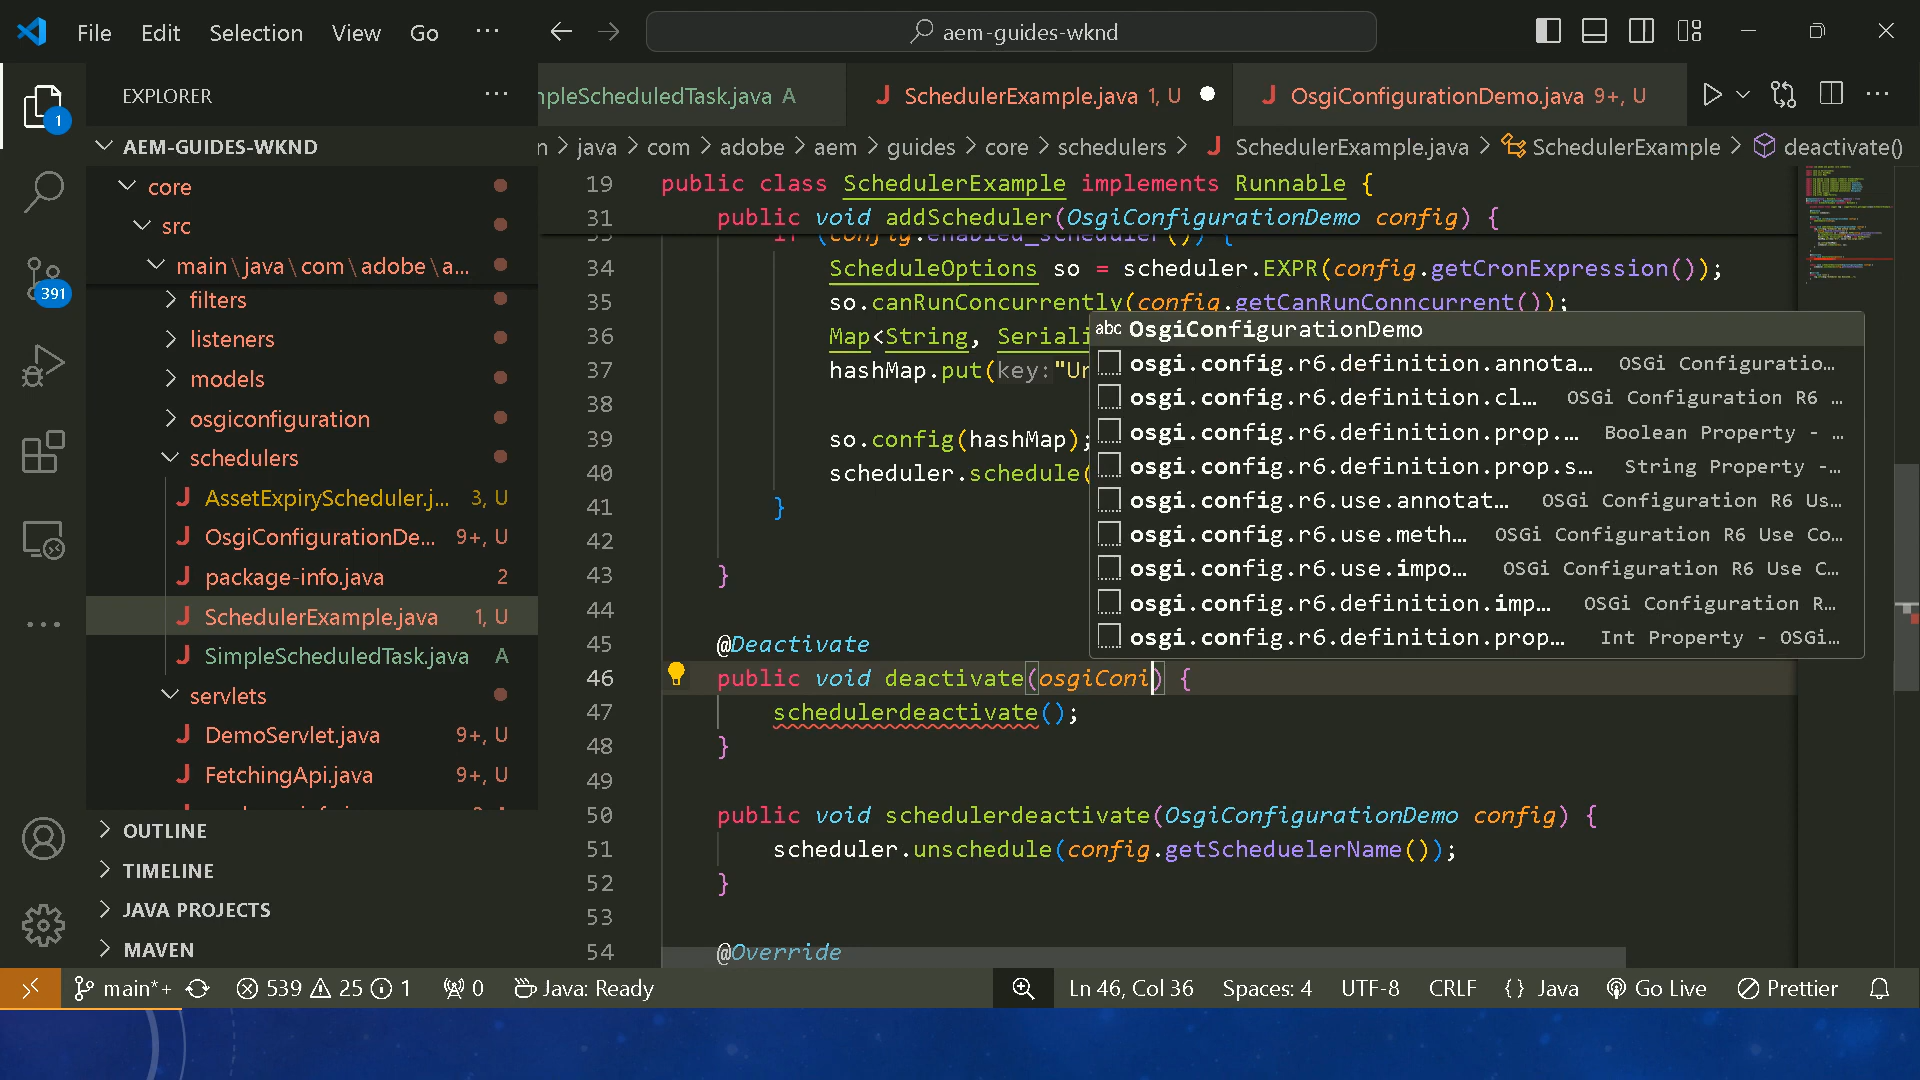 File Edit Selection View Go ···
aem-guides-wknd
EXPLORER ···
AEM-GUIDES-WKND
core
src
main\java\com\adobe\a...
filters
listeners
models
osgiconfiguration
schedulers
AssetExpiryScheduler.j... 3, U
OsgiConfigurationDe... 9+, U
package-info.java 2
SchedulerExample.java 1, U
SimpleScheduledTask.java A
servlets
DemoServlet.java 9+, U
FetchingApi.java 9+, U
OUTLINE
TIMELINE
JAVA PROJECTS
MAVEN
1
391
npleScheduledTask.java A
SchedulerExample.java 1, U
OsgiConfigurationDemo.java 9+, U
n > java > com > adobe > aem > guides > core > schedulers > SchedulerExample.java > SchedulerExample > deactivate()
19 public class SchedulerExample implements Runnable {
31 public void addScheduler(OsgiConfigurationDemo config) {
if (config.enabled_scheduler()) {
34 ScheduleOptions so = scheduler.EXPR(config.getCronExpression());
35 so.canRunConcurrently(config.getCanRunConncurrent());
36 Map<String, Seriali
37 hashMap.put(key:"Un
38
39 so.config(hashMap);
40 scheduler.schedule(
41 }
42
43 }
44
45 @Deactivate
46 public void deactivate(osgiConi) {
47 schedulerdeactivate();
48 }
49
50 public void schedulerdeactivate(OsgiConfigurationDemo config) {
51 scheduler.unschedule(config.getScheduelerName());
52 }
53
54 @Override
abc OsgiConfigurationDemo
osgi.config.r6.definition.annota... OSGi Configuratio...
osgi.config.r6.definition.cl... OSGi Configuration R6 ...
osgi.config.r6.definition.prop.... Boolean Property - ...
osgi.config.r6.definition.prop.s... String Property -...
osgi.config.r6.use.annotat... OSGi Configuration R6 Us...
osgi.config.r6.use.meth... OSGi Configuration R6 Use Co...
osgi.config.r6.use.impo... OSGi Configuration R6 Use C...
osgi.config.r6.definition.imp... OSGi Configuration R...
osgi.config.r6.definition.prop... Int Property - OSGi...
main*+ 539 25 1 0 Java: Ready Ln 46, Col 36 Spaces: 4 UTF-8 CRLF {} Java Go Live Prettier